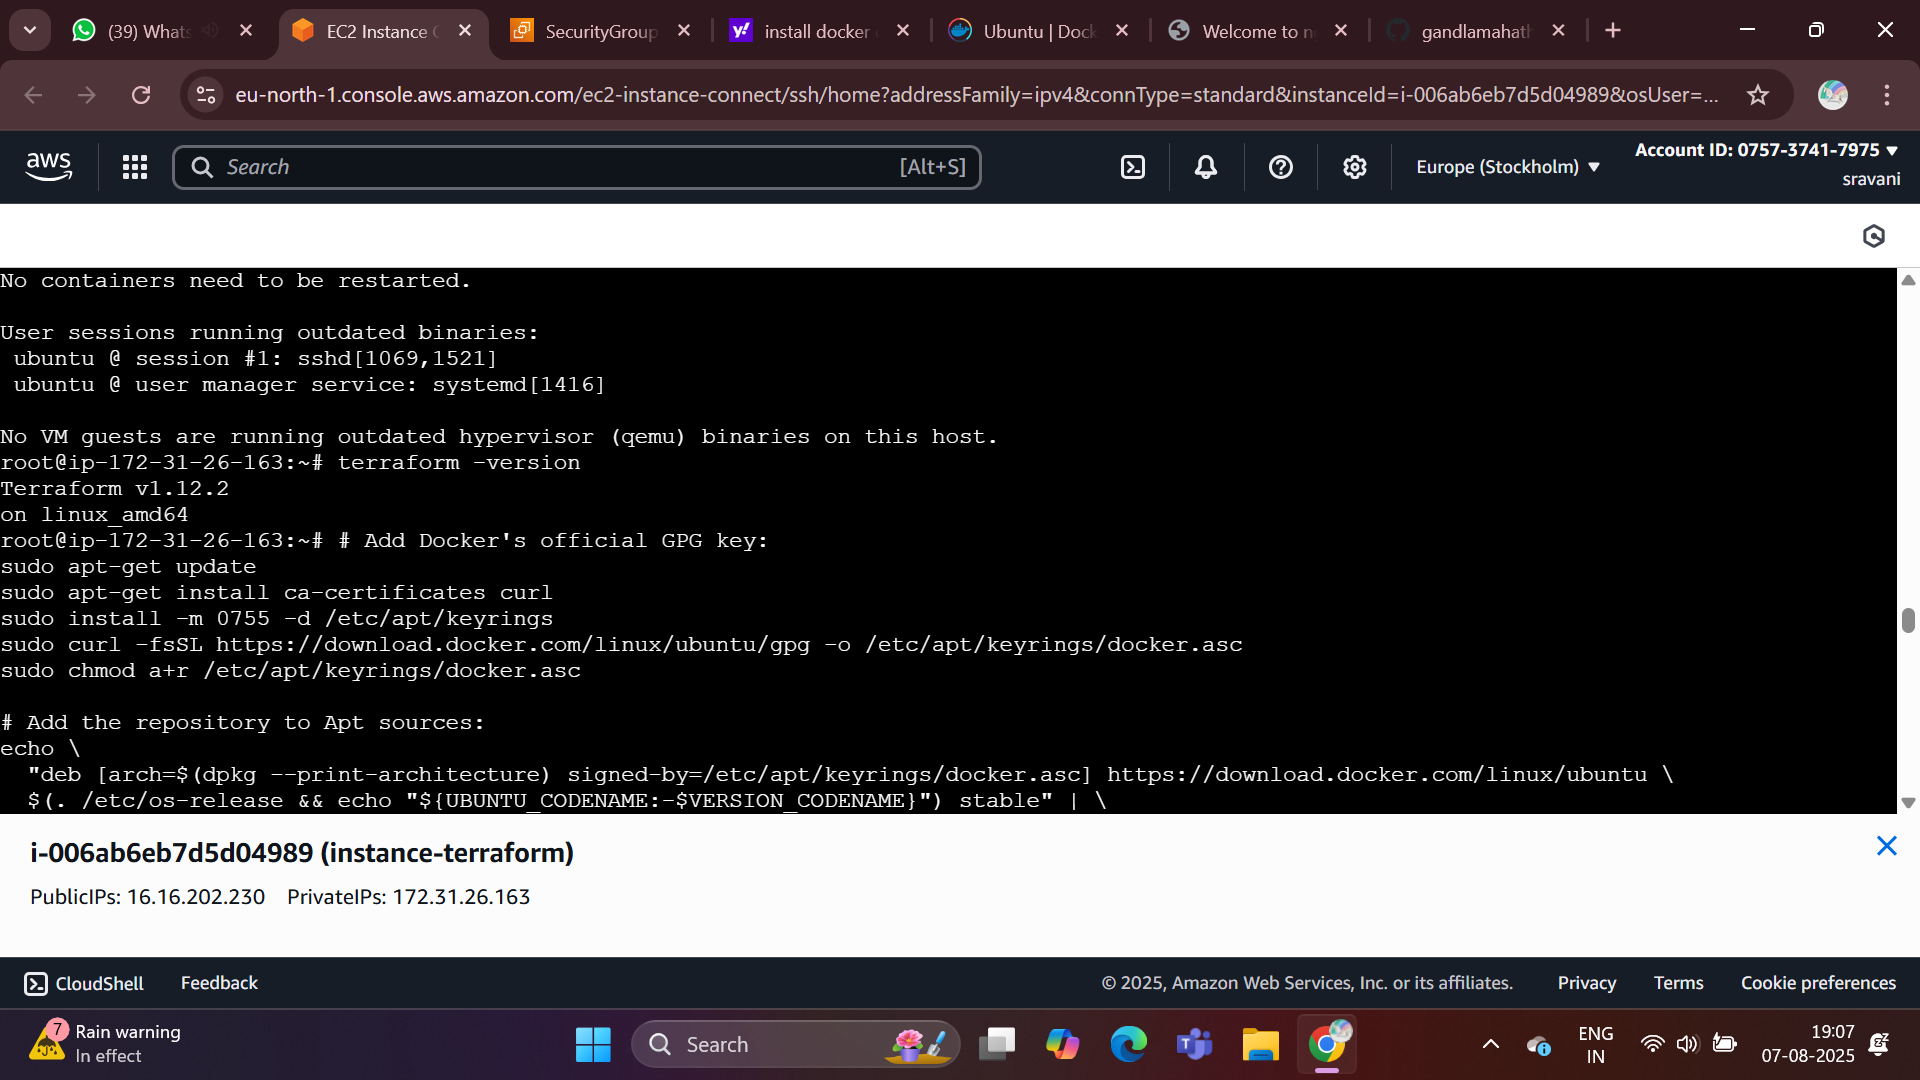 (39) Whats
EC2 Instance C
SecurityGroup
install docker
Ubuntu | Dock
Welcome to n
gandlamahath
eu-north-1.console.aws.amazon.com/ec2-instance-connect/ssh/home?addressFamily=ipv4&connType=standard&instanceId=i-006ab6eb7d5d04989&osUser=...
aws
Search
[Alt+S]
Europe (Stockholm)
Account ID: 0757-3741-7975
sravani
No containers need to be restarted.
User sessions running outdated binaries:
ubuntu @ session #1: sshd[1069,1521]
ubuntu @ user manager service: systemd[1416]
No VM guests are running outdated hypervisor (qemu) binaries on this host.
root@ip-172-31-26-163:~# terraform -version
Terraform v1.12.2
on linux_amd64
root@ip-172-31-26-163:~# # Add Docker's official GPG key:
sudo apt-get update
sudo apt-get install ca-certificates curl
sudo install -m 0755 -d /etc/apt/keyrings
sudo curl -fsSL https://download.docker.com/linux/ubuntu/gpg -o /etc/apt/keyrings/docker.asc
sudo chmod a+r /etc/apt/keyrings/docker.asc
# Add the repository to Apt sources:
echo \
"deb [arch=$(dpkg --print-architecture) signed-by=/etc/apt/keyrings/docker.asc] https://download.docker.com/linux/ubuntu \
$(. /etc/os-release && echo "${UBUNTU_CODENAME:-$VERSION_CODENAME}") stable" | \
i-006ab6eb7d5d04989 (instance-terraform)
PublicIPs: 16.16.202.230 PrivateIPs: 172.31.26.163
CloudShell
Feedback
© 2025, Amazon Web Services, Inc. or its affiliates.
Privacy
Terms
Cookie preferences
7
Rain warning
In effect
Search
ENG
IN
19:07
07-08-2025